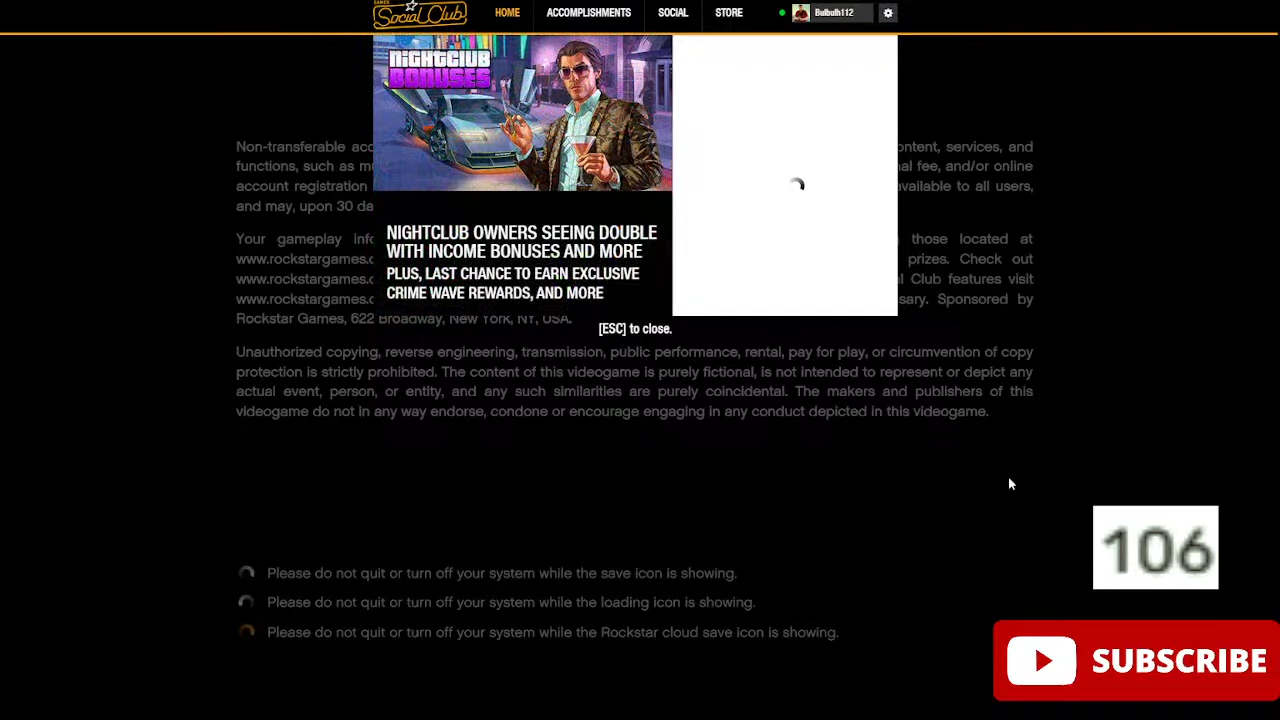 GAMES
Social Club
HOME
ACCOMPLISHMENTS
SOCIAL
STORE
Bulbulh112
NIGHTCLUB
BONUSES
NIGHTCLUB OWNERS SEEING DOUBLE
WITH INCOME BONUSES AND MORE
PLUS, LAST CHANCE TO EARN EXCLUSIVE
CRIME WAVE REWARDS, AND MORE
[ESC] to close.
Non-transferable
services, and
functions, such as
fee, and/or online
account registration
available to all users,
and may, upon 30
Your gameplay
those located at
prizes. Check out
Club features visit
Sponsored by
Rockstar Games, 622 Broadway, New York, NY, USA.
Unauthorized copying, reverse engineering, transmission, public performance, rental, pay for play, or circumvention of copy
protection is strictly prohibited. The content of this videogame is purely fictional, is not intended to represent or depict any
actual event, person, or entity, and any such similarities are purely coincidental. The makers and publishers of this
videogame do not in any way endorse, condone or encourage engaging in any conduct depicted in this videogame.
Please do not quit or turn off your system while the save icon is showing.
Please do not quit or turn off your system while the loading icon is showing.
Please do not quit or turn off your system while the Rockstar cloud save icon is showing.
106
SUBSCRIBE